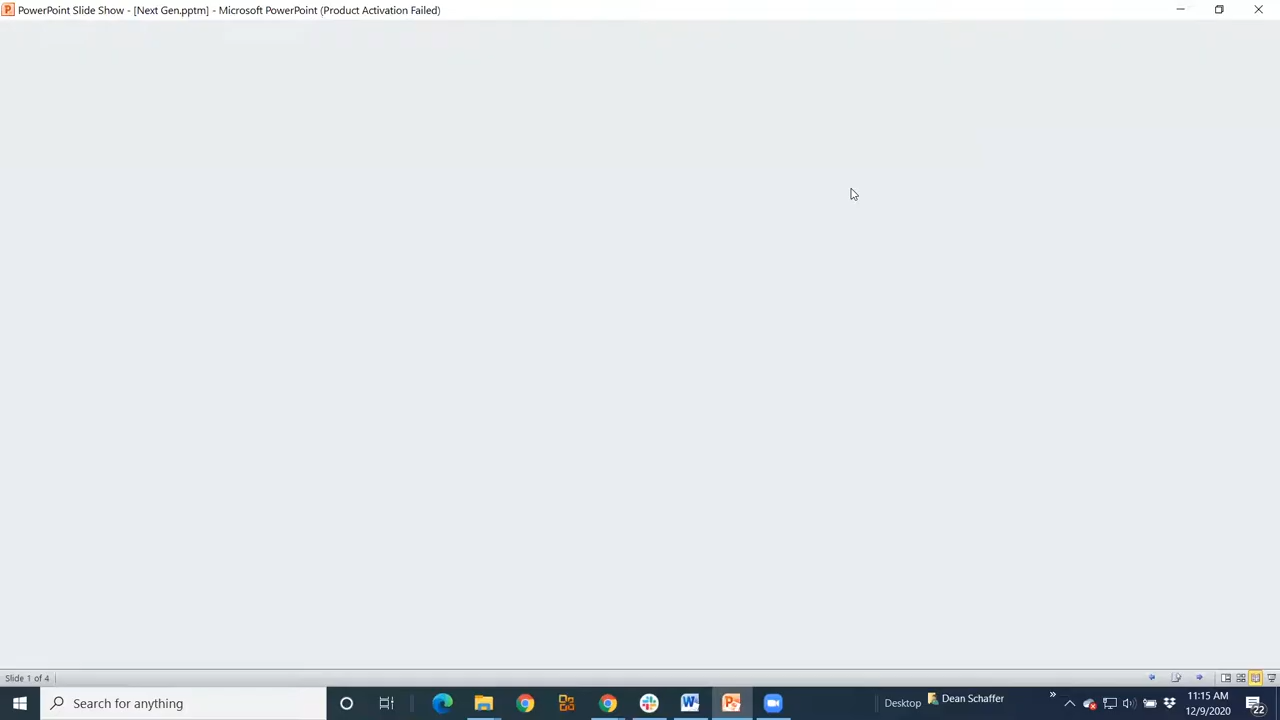 PowerPoint Slide Show - [Next Gen.pptm] - Microsoft PowerPoint (Product Activation Failed)
Slide 1 of 4
Search for anything
Desktop
Dean Schaffer
11:15 AM
12/9/2020
22